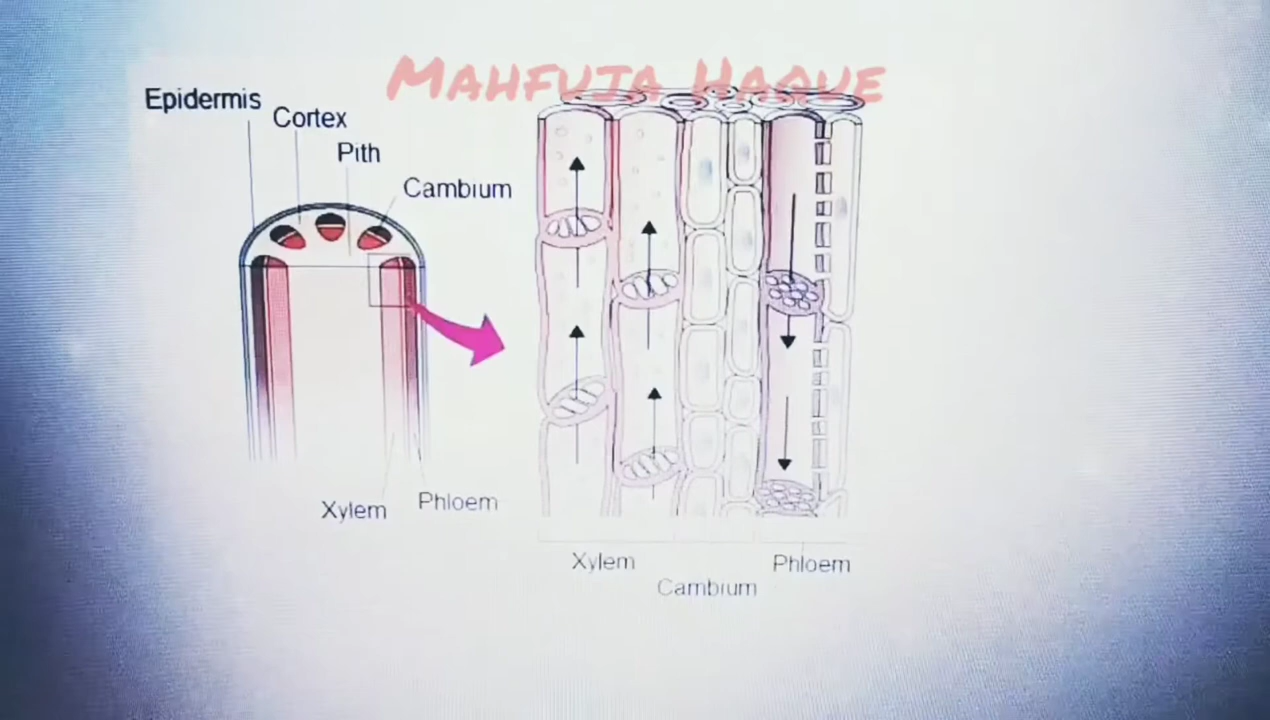 Mahfuja Haque
Epidermis
Cortex
Pith
Cambium
Xylem
Phloem
Xylem
Phloem
Cambium